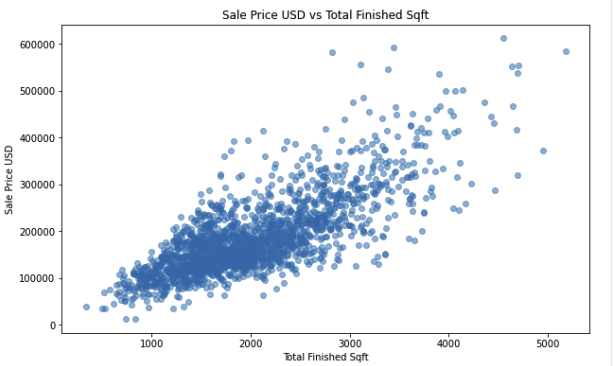 Sale Price USD vs Total Finished Sqft
600000
500000
400000
300000
200000
100000
0
Sale Price USD
1000 2000 3000 4000 5000
Total Finished Sqft